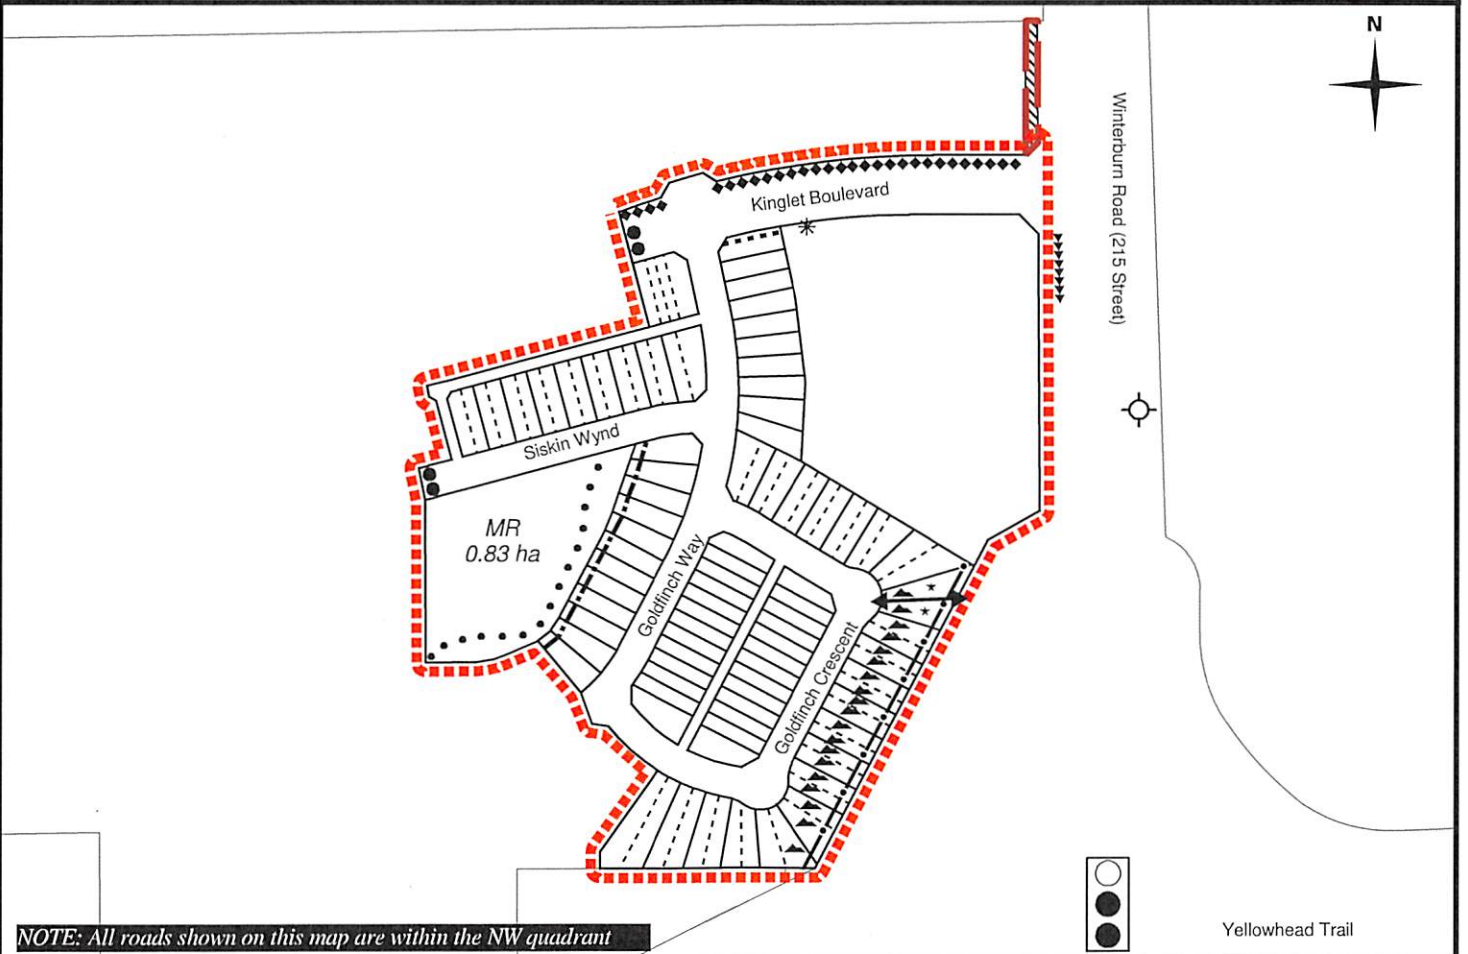 N
Winterburn Road (215 Street)
Kinglet Boulevard
Siskin Wynd
MR
0.83 ha
Goldfinch Way
Goldfinch Crescent
Yellowhead Trail
NOTE: All roads shown on this map are within the NW quadrant